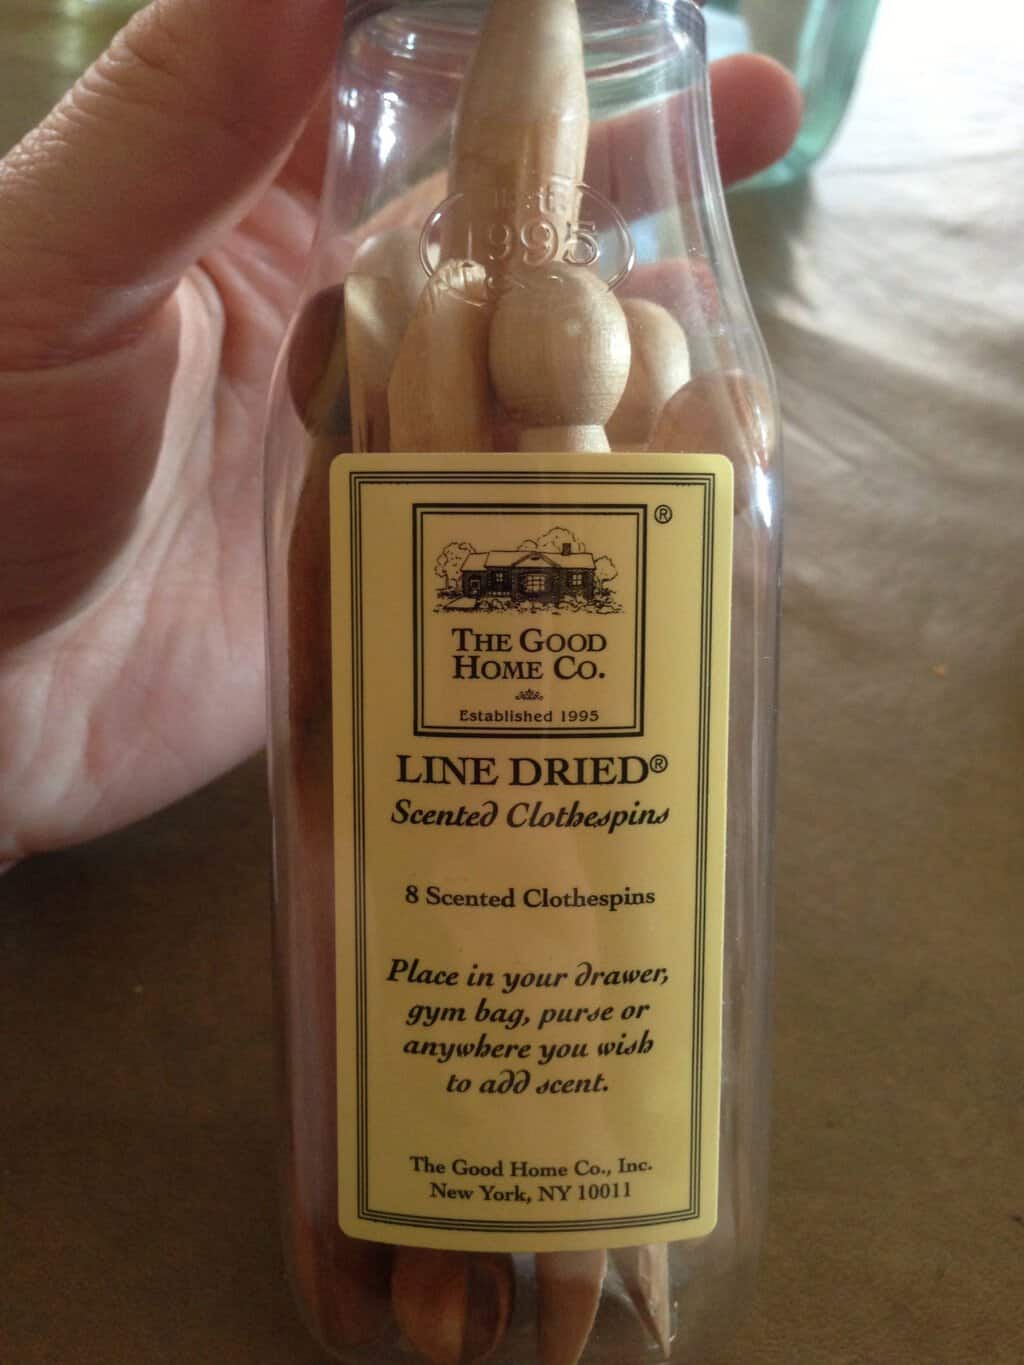 1995
®
THE GOOD
HOME CO.
Established 1995
LINE DRIED®
Scented Clothespins
8 Scented Clothespins
Place in your drawer,
gym bag, purse or
anywhere you wish
to add scent.
The Good Home Co., Inc.
New York, NY 10011